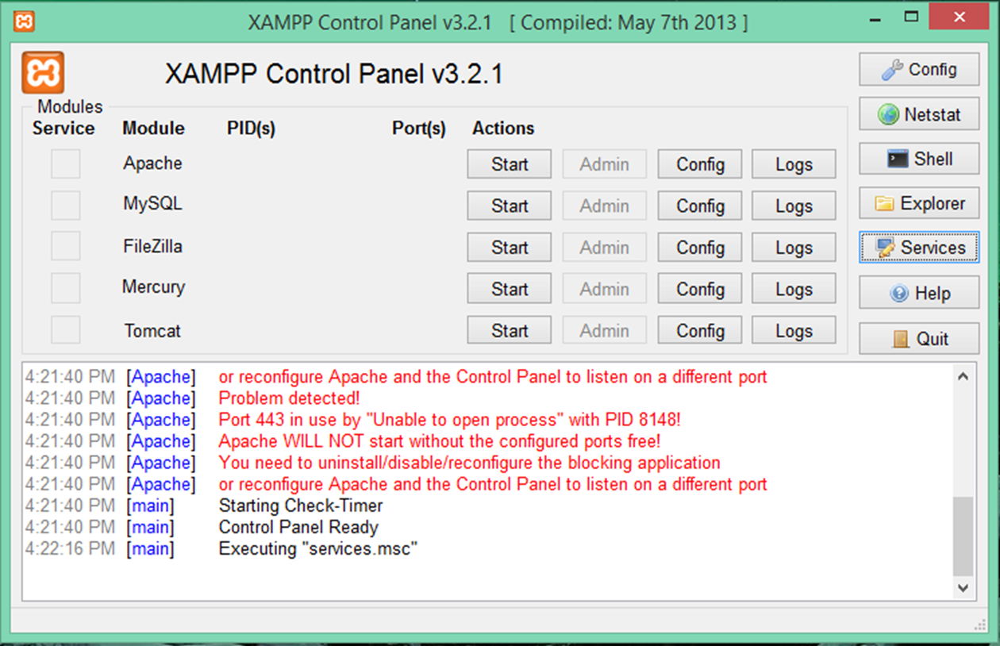 XAMPP Control Panel v3.2.1 [ Compiled: May 7th 2013 ]
XAMPP Control Panel v3.2.1
Config
Modules
Netstat
Service Module PID(s) Port(s) Actions
Apache Start Admin Config Logs
Shell
MySQL Start Admin Config Logs
Explorer
FileZilla Start Admin Config Logs
Services
Mercury Start Admin Config Logs
Help
Tomcat Start Admin Config Logs
Quit
4:21:40 PM [Apache] or reconfigure Apache and the Control Panel to listen on a different port
4:21:40 PM [Apache] Problem detected!
4:21:40 PM [Apache] Port 443 in use by "Unable to open process" with PID 8148!
4:21:40 PM [Apache] Apache WILL NOT start without the configured ports free!
4:21:40 PM [Apache] You need to uninstall/disable/reconfigure the blocking application
4:21:40 PM [Apache] or reconfigure Apache and the Control Panel to listen on a different port
4:21:40 PM [main] Starting Check-Timer
4:21:40 PM [main] Control Panel Ready
4:22:16 PM [main] Executing "services.msc"